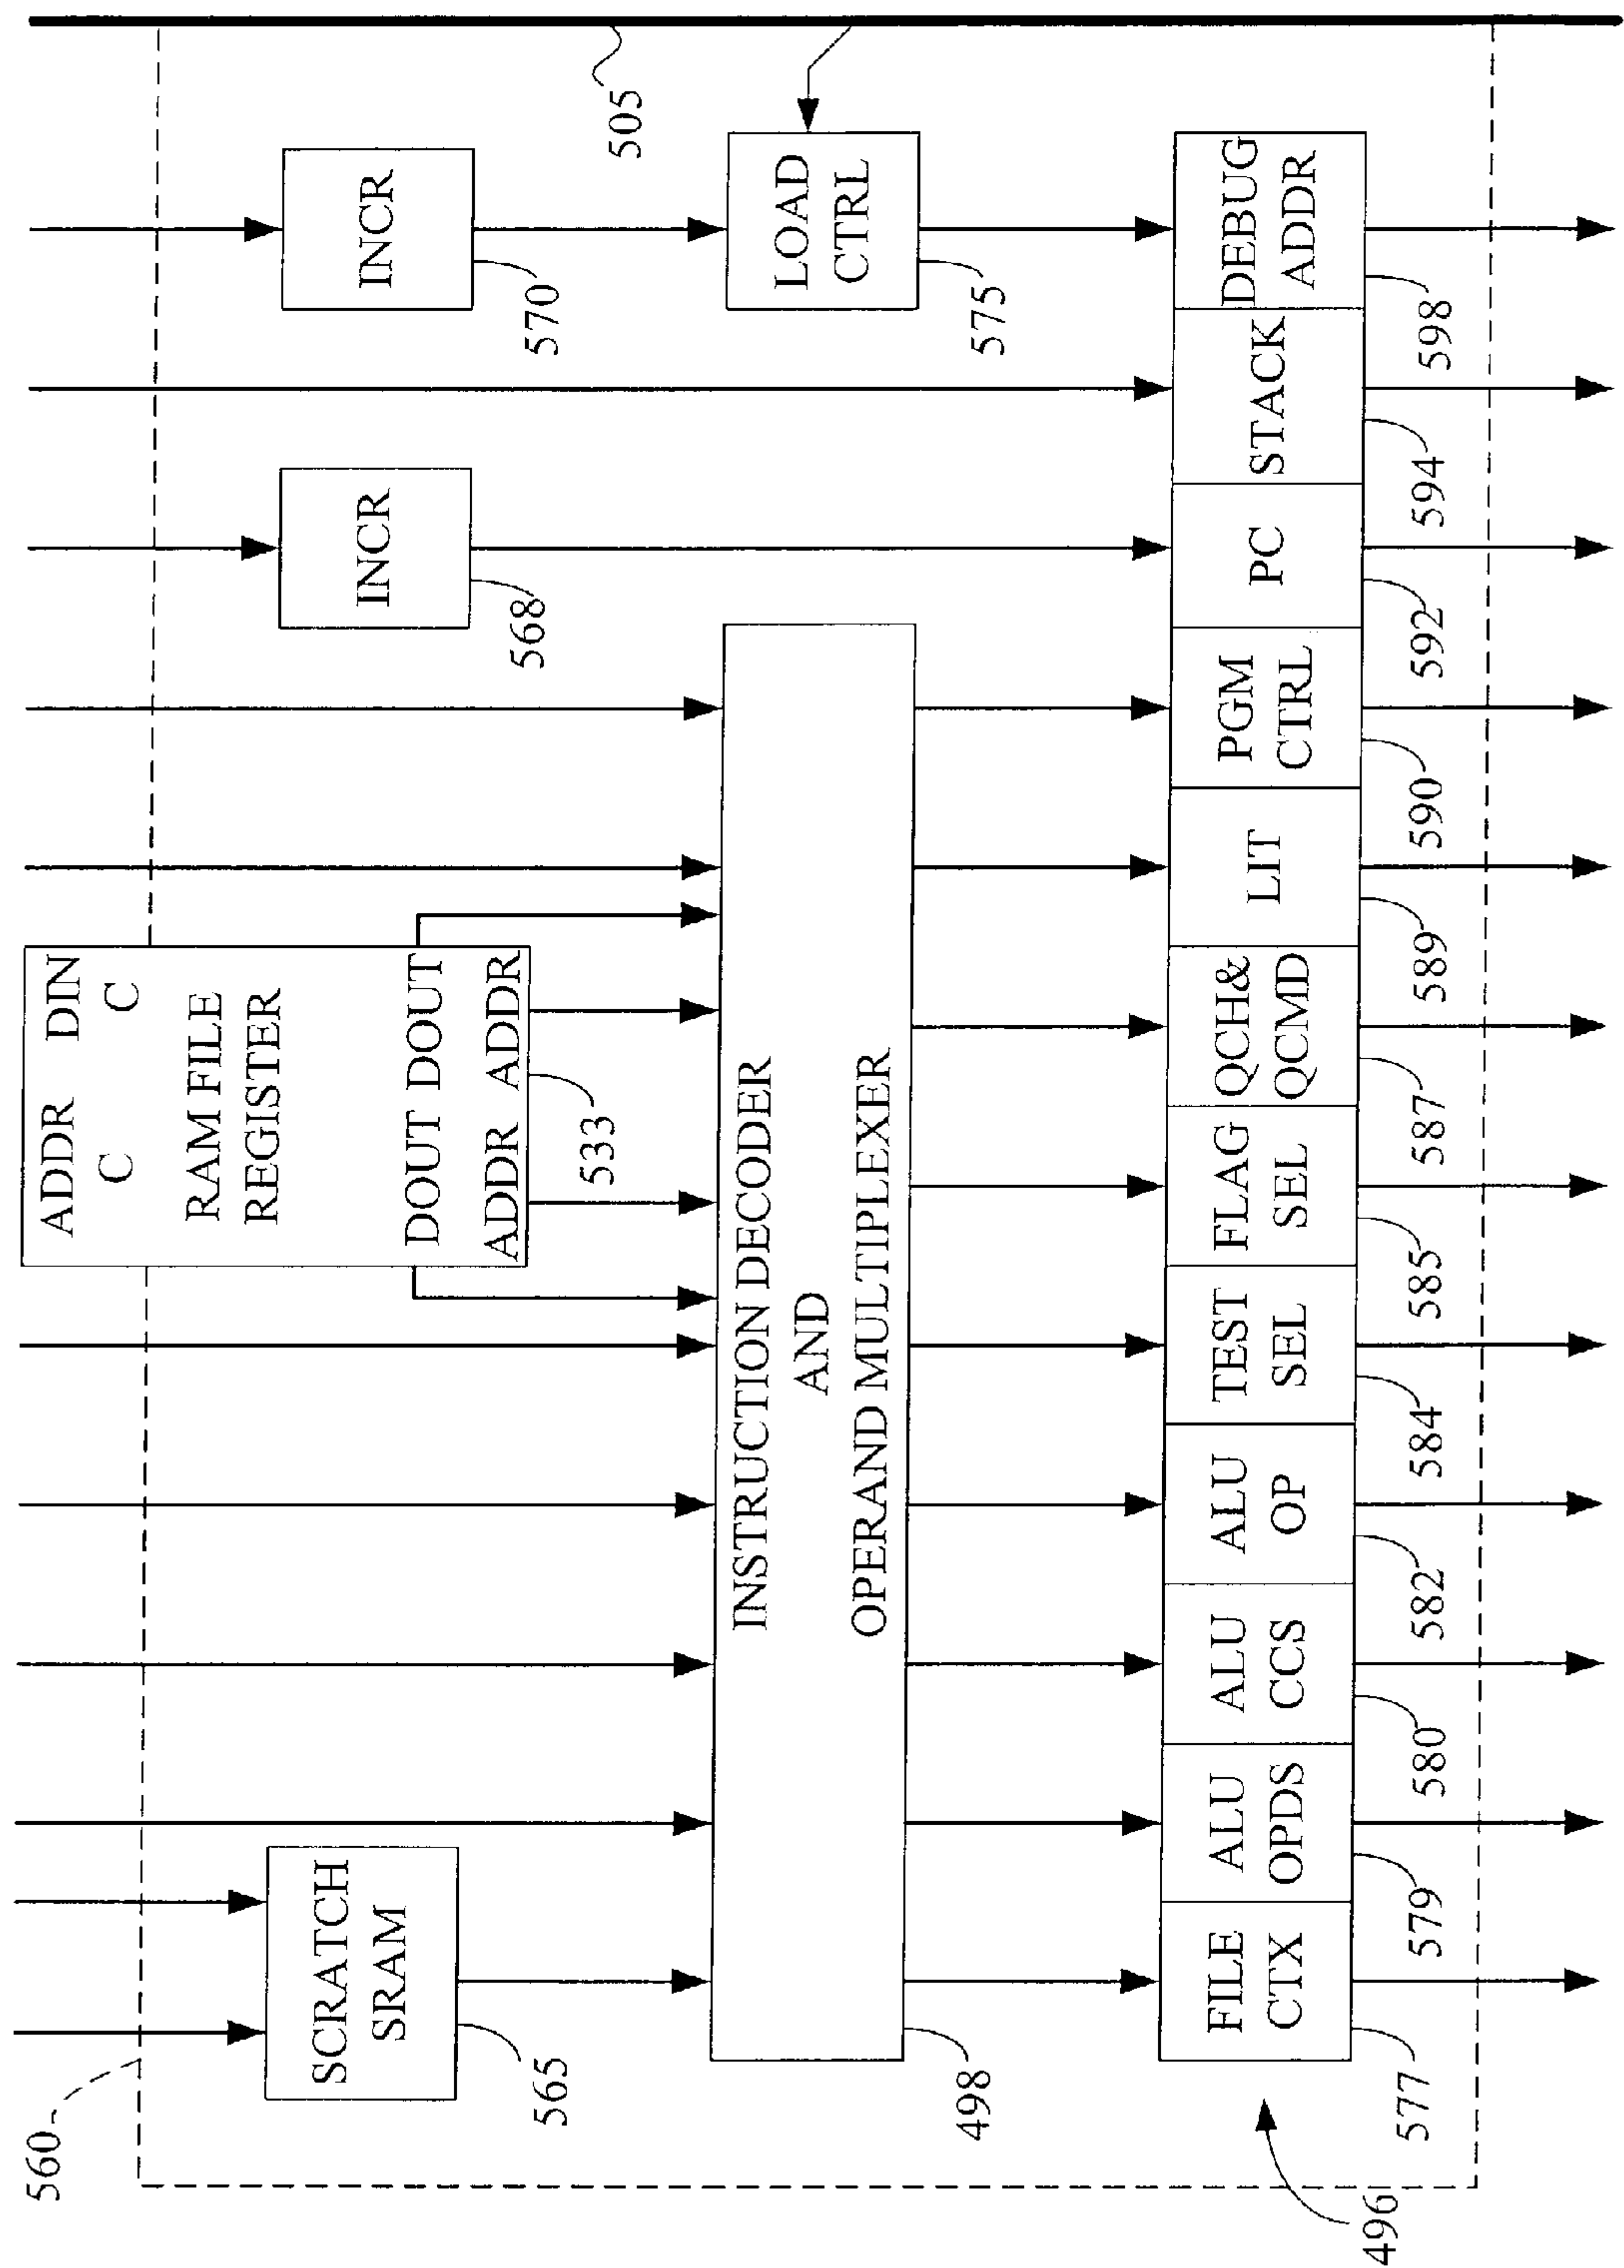 560
SCRATCH
SRAM
565
ADDR DIN
C C
RAM FILE
REGISTER
DOUT DOUT
ADDR ADDR
533
INCR
568
INCR
570
505
INSTRUCTION DECODER
AND
OPERAND MULTIPLEXER
498
LOAD
CTRL
575
FILE
CTX
ALU
OPDS
ALU
CCS
ALU
OP
TEST
SEL
FLAG
SEL
QCH&
QCMD
LIT
PGM
CTRL
PC
STACK
DEBUG
ADDR
496
577
579
580
582
584
585
587
589
590
592
594
598